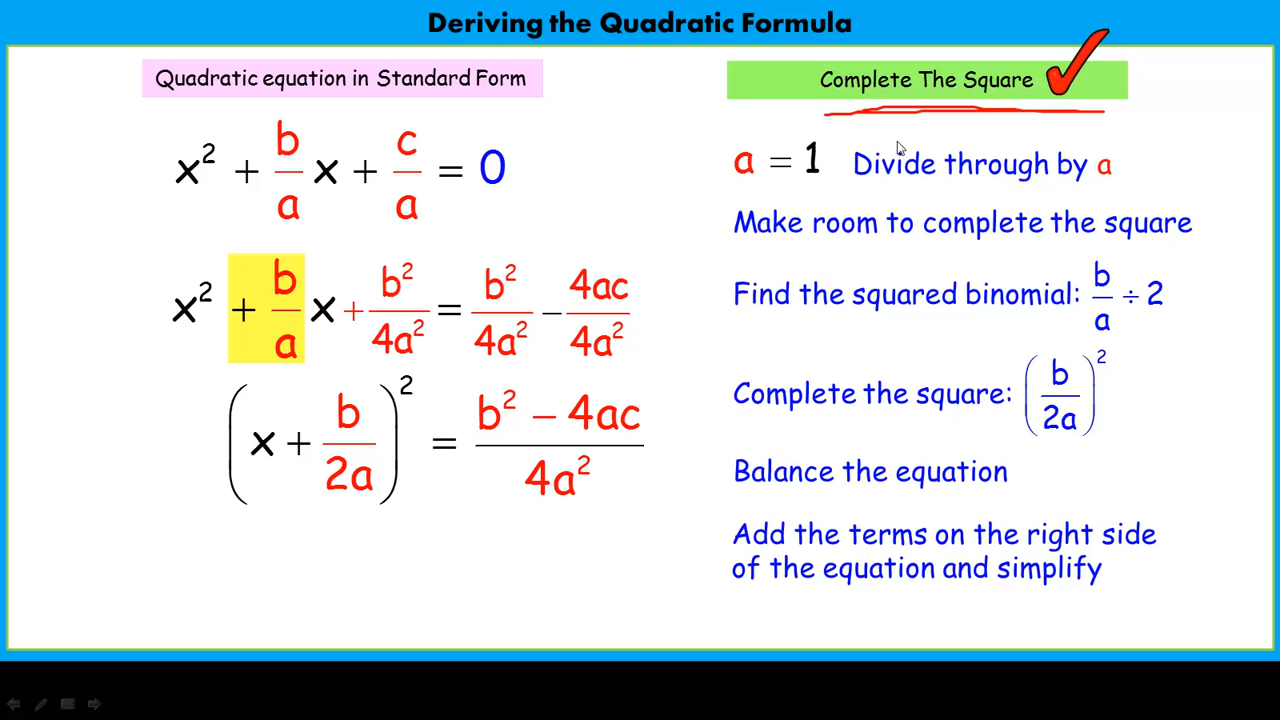 Deriving the Quadratic Formula
Quadratic equation in Standard Form
x² + b/a x + c/a = 0
x² + b/a x + b²/4a² = b²/4a² − 4ac/4a²
(x + b/2a)² = b² − 4ac/4a²
Complete The Square
a = 1 Divide through by a
Make room to complete the square
Find the squared binomial: b/a ÷ 2
Complete the square: (b/2a)²
Balance the equation
Add the terms on the right side
of the equation and simplify